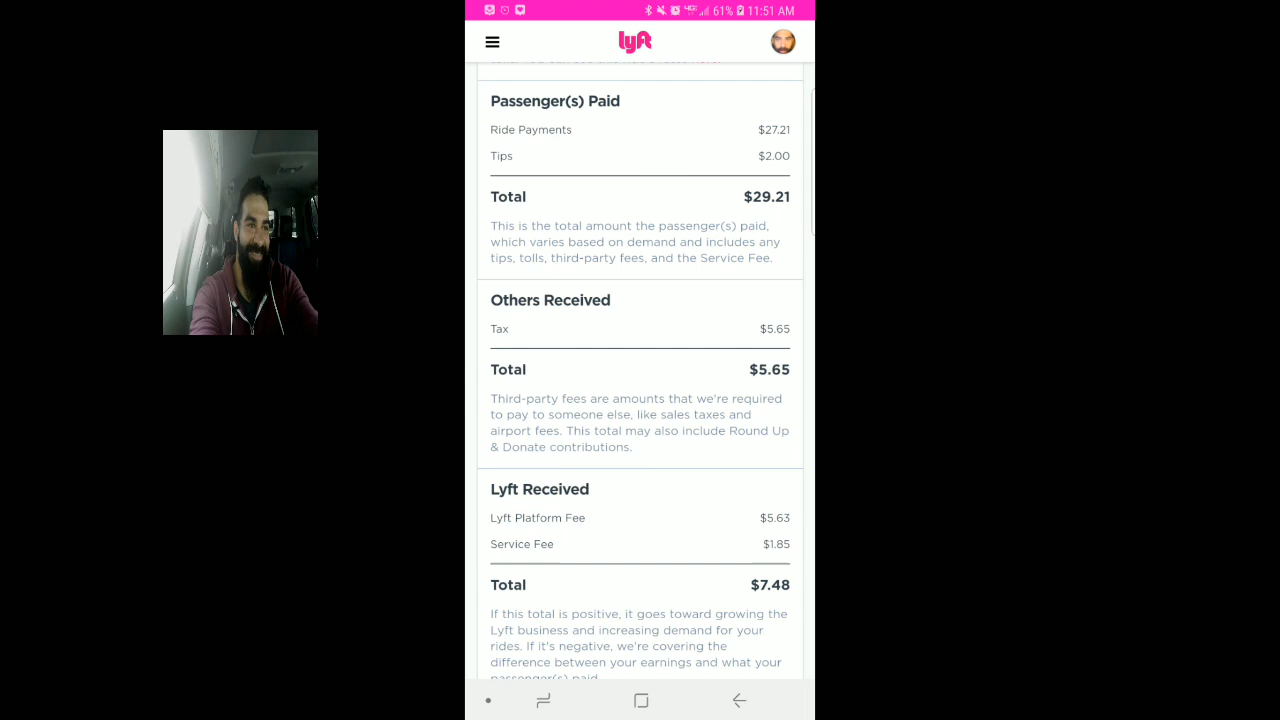 61% 11:51 AM
lyft
Passenger(s) Paid
Ride Payments $27.21
Tips $2.00
Total $29.21
This is the total amount the passenger(s) paid,
which varies based on demand and includes any
tips, tolls, third-party fees, and the Service Fee.
Others Received
Tax $5.65
Total $5.65
Third-party fees are amounts that we're required
to pay to someone else, like sales taxes and
airport fees. This total may also include Round Up
& Donate contributions.
Lyft Received
Lyft Platform Fee $5.63
Service Fee $1.85
Total $7.48
If this total is positive, it goes toward growing the
Lyft business and increasing demand for your
rides. If it's negative, we're covering the
difference between your earnings and what your
passenger(s) paid